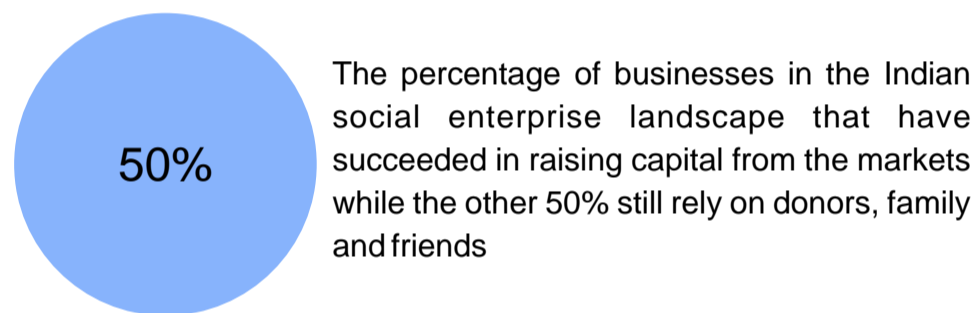 50%
The percentage of businesses in the Indian
social enterprise landscape that have
succeeded in raising capital from the markets
while the other 50% still rely on donors, family
and friends